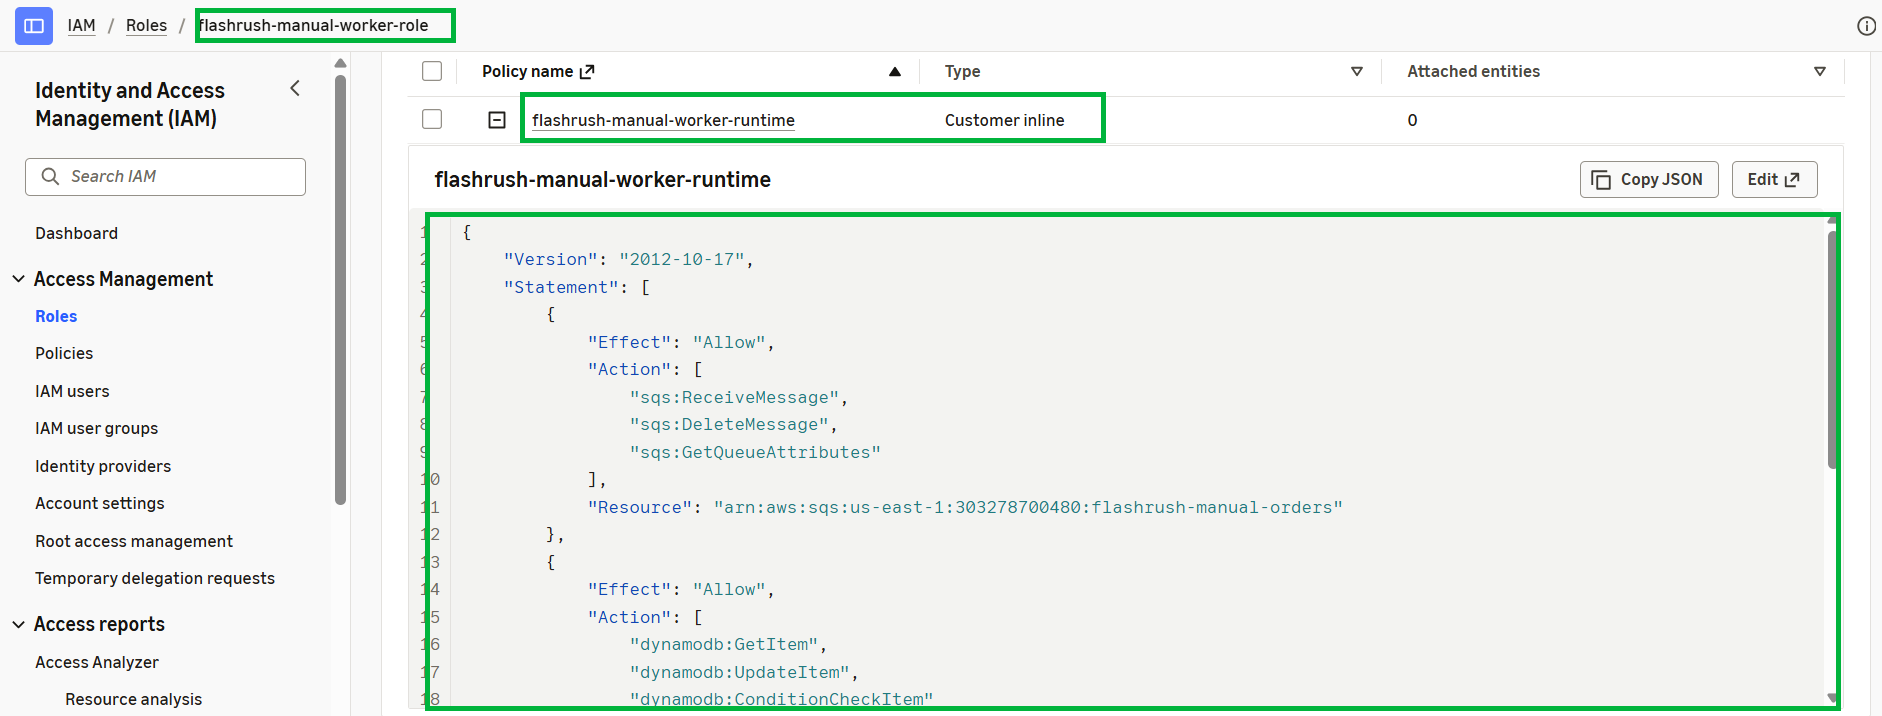 IAM / Roles / flashrush-manual-worker-role
Identity and Access
Management (IAM)
Search IAM
Dashboard
Access Management
Roles
Policies
IAM users
IAM user groups
Identity providers
Account settings
Root access management
Temporary delegation requests
Access reports
Access Analyzer
Resource analysis
Policy name Type Attached entities
flashrush-manual-worker-runtime Customer inline 0
flashrush-manual-worker-runtime Copy JSON Edit
1 {
2 "Version": "2012-10-17",
3 "Statement": [
4 {
5 "Effect": "Allow",
6 "Action": [
7 "sqs:ReceiveMessage",
8 "sqs:DeleteMessage",
9 "sqs:GetQueueAttributes"
10 ],
11 "Resource": "arn:aws:sqs:us-east-1:303278700480:flashrush-manual-orders"
12 },
13 {
14 "Effect": "Allow",
15 "Action": [
16 "dynamodb:GetItem",
17 "dynamodb:UpdateItem",
18 "dynamodb:ConditionCheckItem"